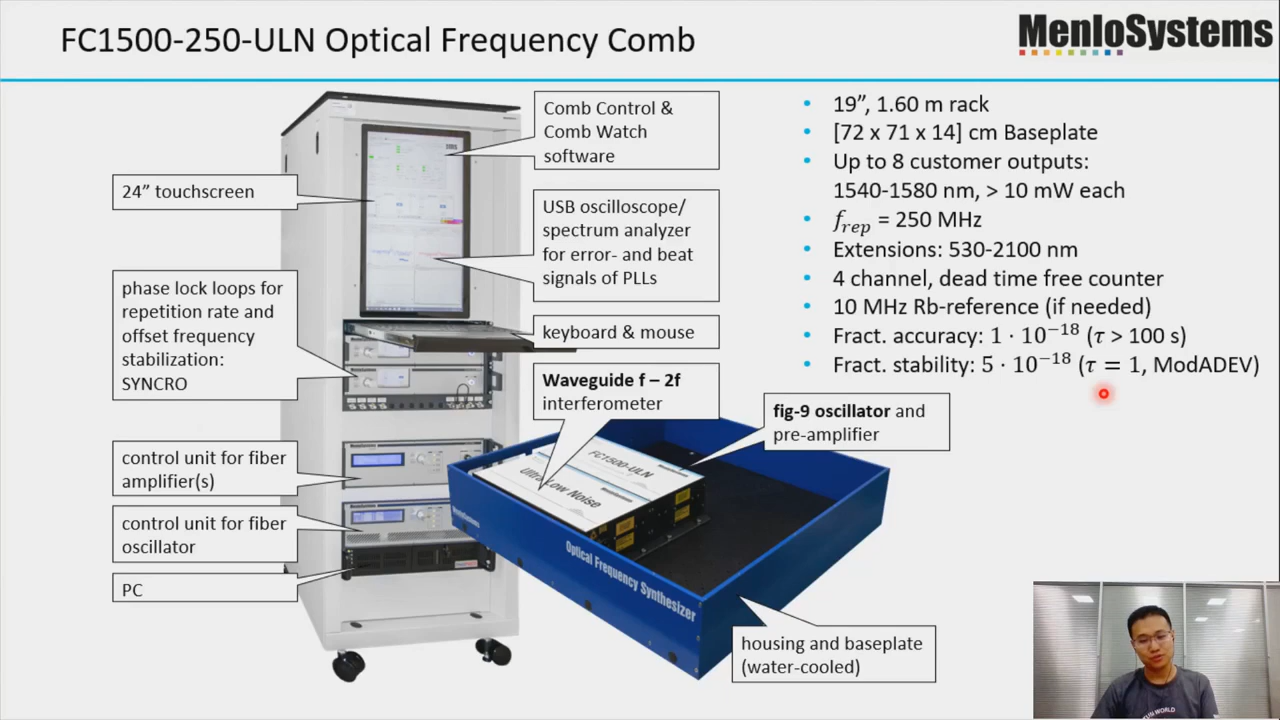 FC1500-250-ULN Optical Frequency Comb
MenloSystems
24” touchscreen
phase lock loops for
repetition rate and
offset frequency
stabilization:
SYNCRO
control unit for fiber
amplifier(s)
control unit for fiber
oscillator
PC
Comb Control &
Comb Watch
software
USB oscilloscope/
spectrum analyzer
for error- and beat
signals of PLLs
keyboard & mouse
Waveguide f – 2f
interferometer
fig-9 oscillator and
pre-amplifier
FC1500-ULN
Ultra Low Noise
Optical Frequency Synthesizer
housing and baseplate
(water-cooled)
• 19”, 1.60 m rack
• [72 x 71 x 14] cm Baseplate
• Up to 8 customer outputs:
1540-1580 nm, > 10 mW each
• f_rep = 250 MHz
• Extensions: 530-2100 nm
• 4 channel, dead time free counter
• 10 MHz Rb-reference (if needed)
• Fract. accuracy: 1 · 10⁻¹⁸ (τ > 100 s)
• Fract. stability: 5 · 10⁻¹⁸ (τ = 1, ModADEV)